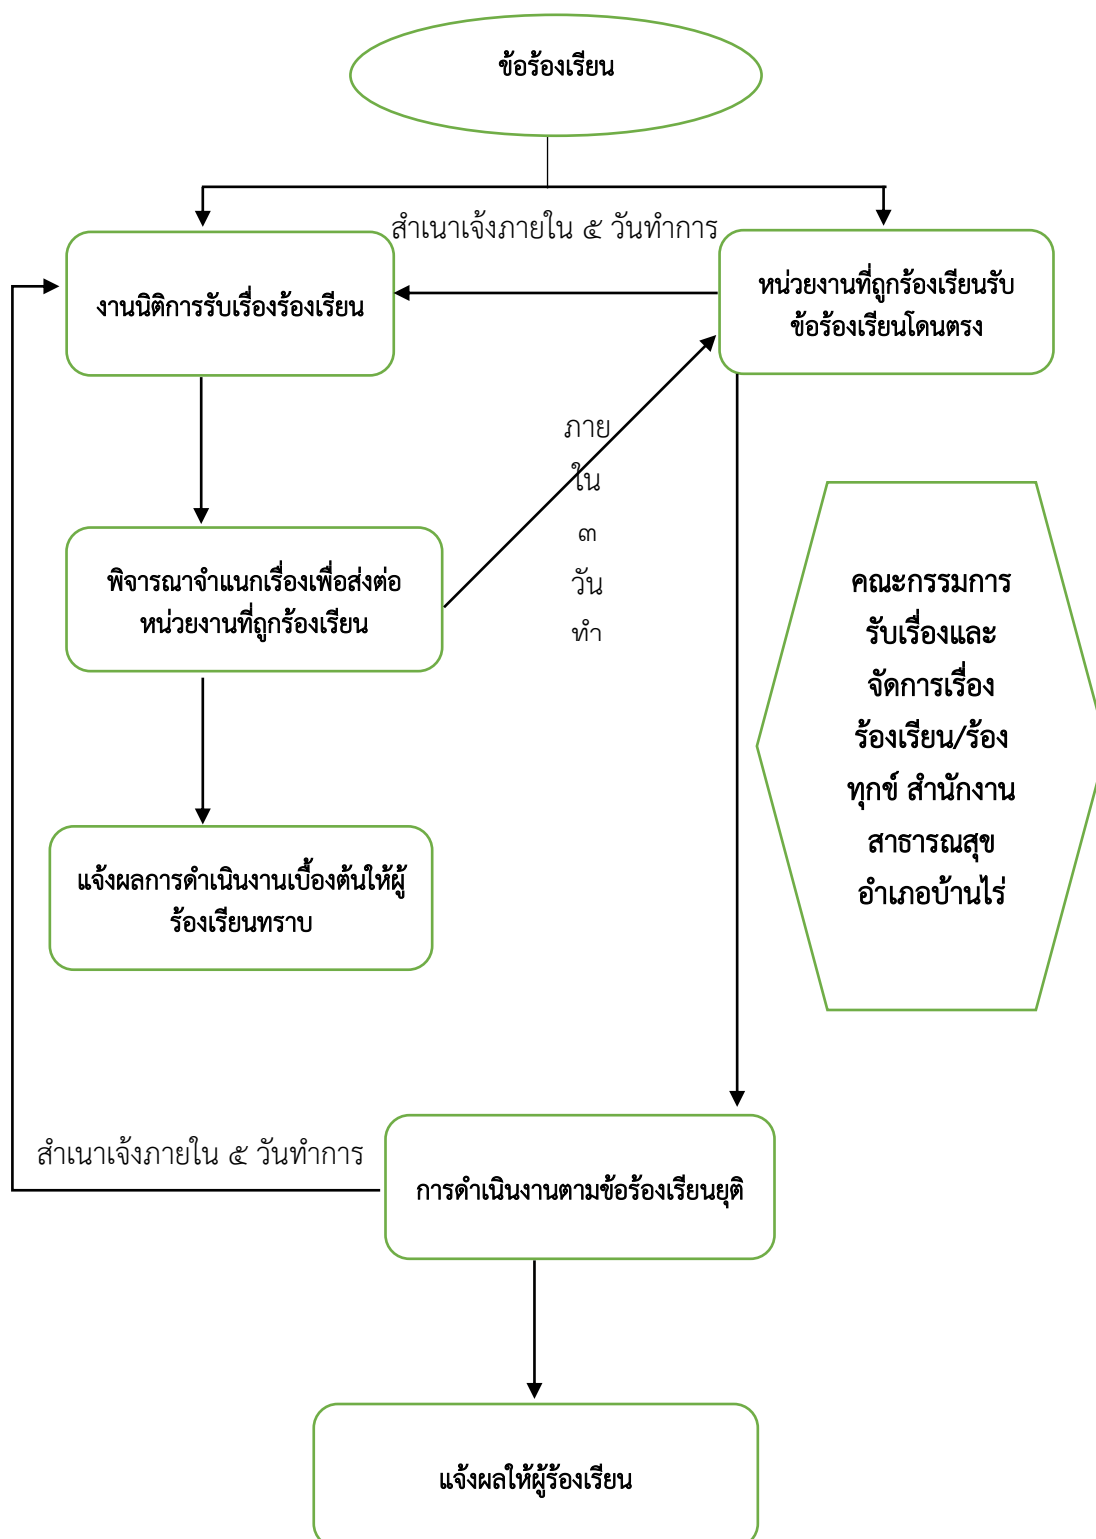 ข้อร้องเรียน
สำเนาเจ้งภายใน ๕ วันทำการ
งานนิติการรับเรื่องร้องเรียน
หน่วยงานที่ถูกร้องเรียนรับ
ข้อร้องเรียนโดนตรง
ภาย
ใน
๓
วัน
ทำ
พิจารณาจำแนกเรื่องเพื่อส่งต่อ
หน่วยงานที่ถูกร้องเรียน
คณะกรรมการ
รับเรื่องและ
จัดการเรื่อง
ร้องเรียน/ร้อง
ทุกข์ สำนักงาน
สาธารณสุข
อำเภอบ้านไร่
แจ้งผลการดำเนินงานเบื้องต้นให้ผู้
ร้องเรียนทราบ
สำเนาเจ้งภายใน ๕ วันทำการ
การดำเนินงานตามข้อร้องเรียนยุติ
แจ้งผลให้ผู้ร้องเรียน